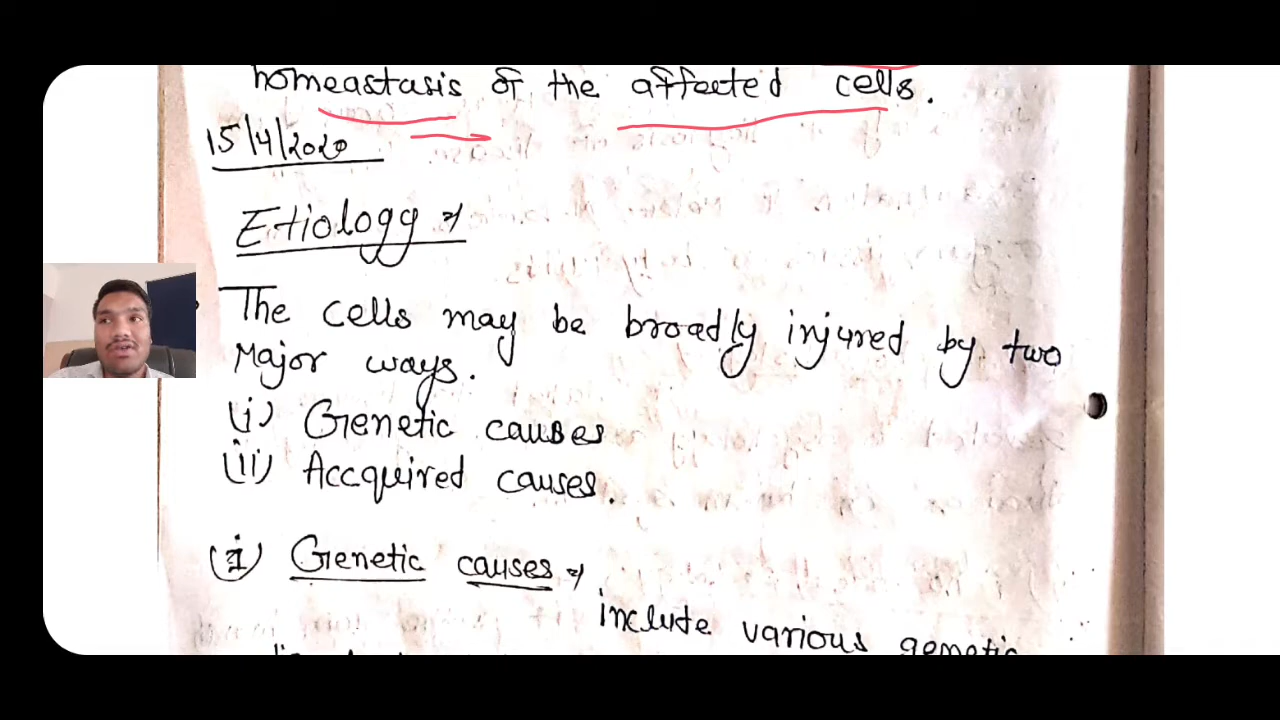 homeastasis of the affected cells.
15/4/2020
Etiology
The cells may be broadly injured by two
Major ways.
(i) Genetic causes
(ii) Accquired causes.
(i) Genetic causes
include various genetic